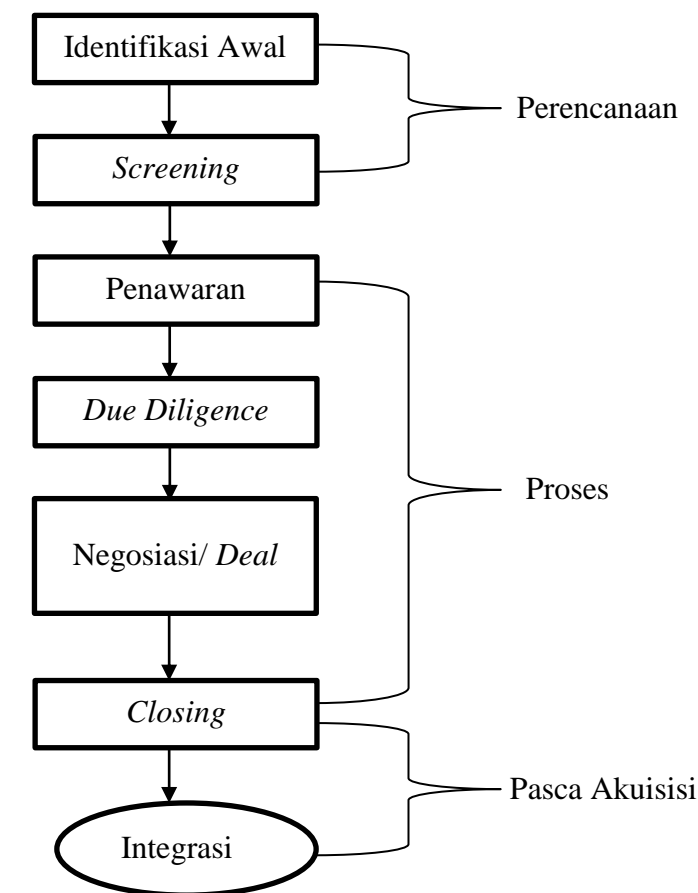 Identifikasi Awal
Perencanaan
Screening
Penawaran
Due Diligence
Proses
Negosiasi/ Deal
Closing
Pasca Akuisisi
Integrasi